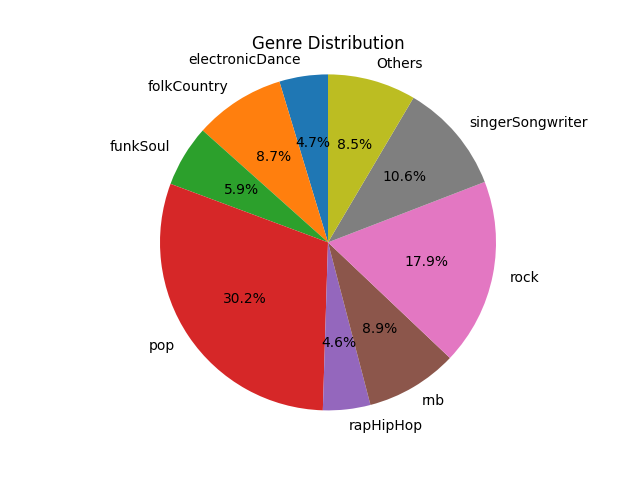 Genre Distribution
electronicDance
Others
folkCountry
singerSongwriter
funkSoul
4.7%
8.5%
8.7%
10.6%
5.9%
17.9%
rock
30.2%
8.9%
4.6%
pop
rnb
rapHipHop